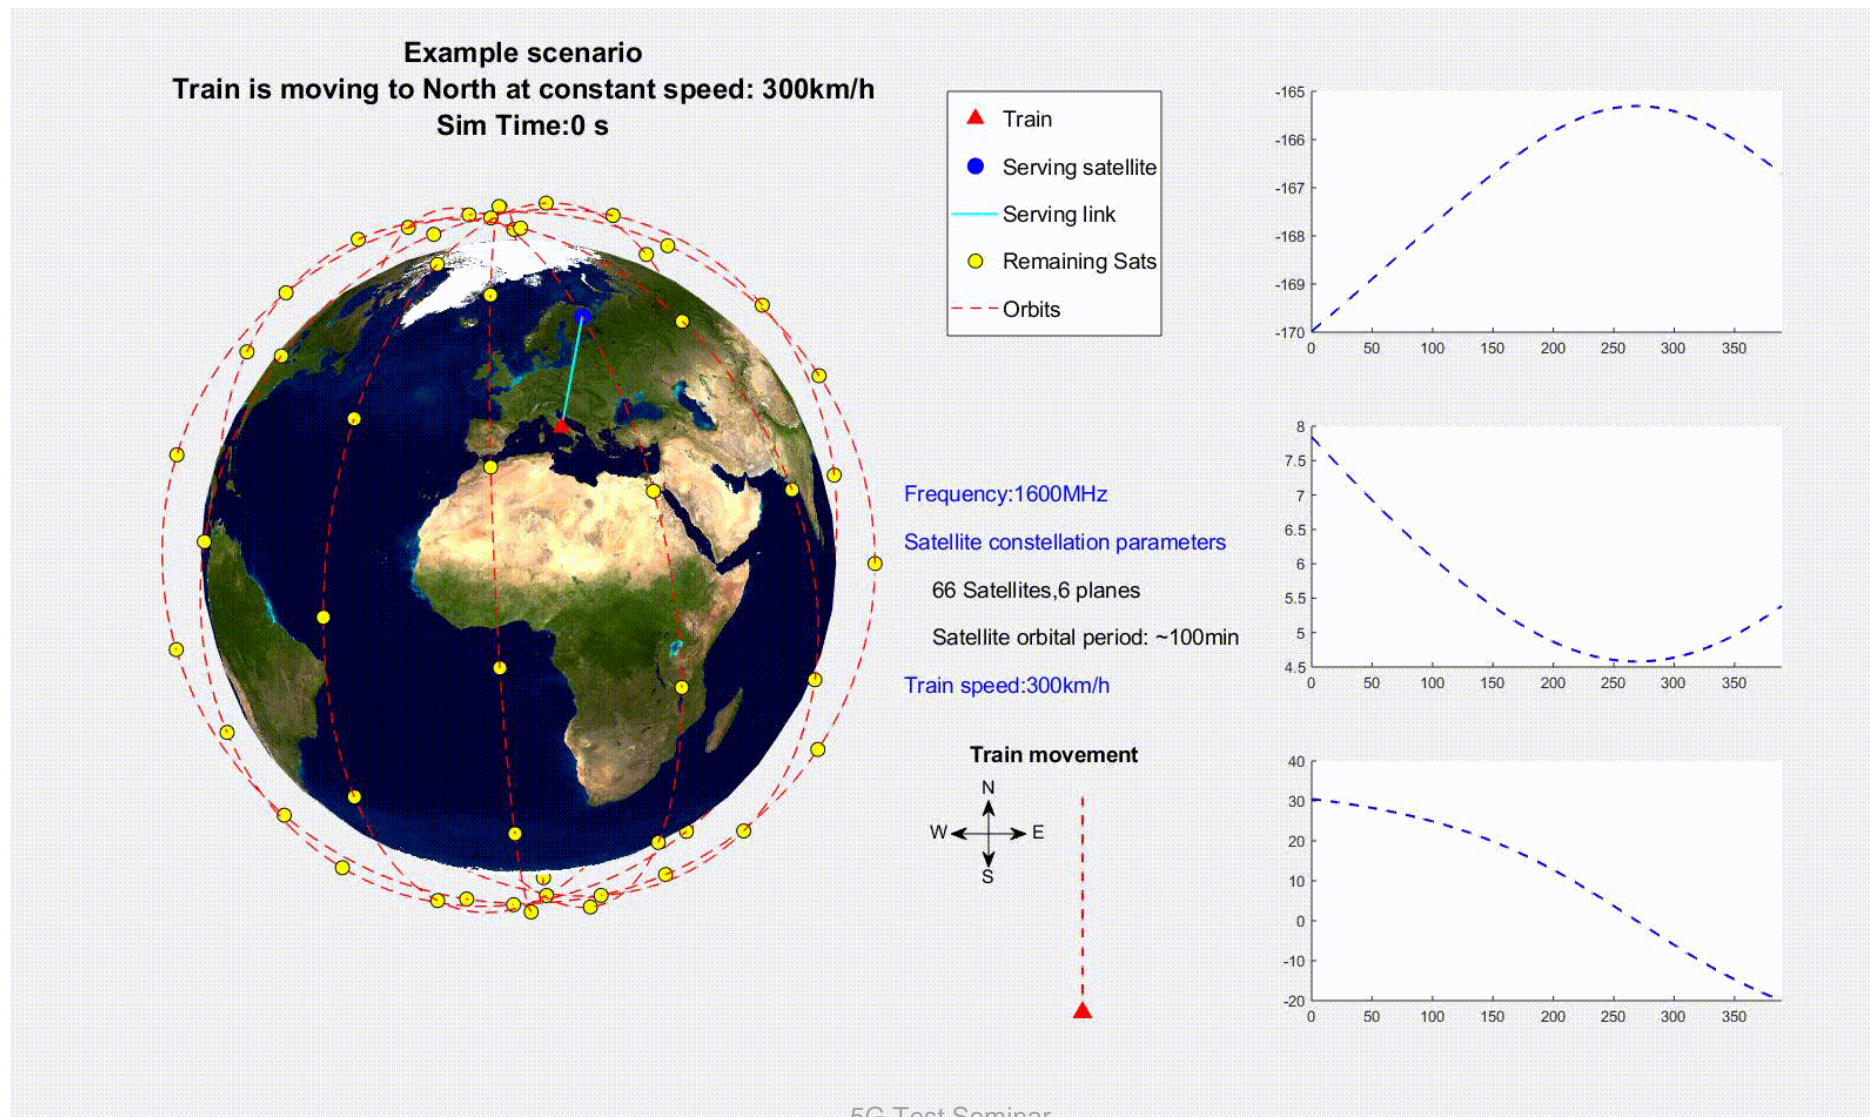 Example scenario
Train is moving to North at constant speed: 300km/h
Sim Time:0 s
Train
Serving satellite
Serving link
Remaining Sats
Orbits
Frequency:1600MHz
Satellite constellation parameters
66 Satellites,6 planes
Satellite orbital period: ~100min
Train speed:300km/h
Train movement
N
W E
S
-165
-166
-167
-168
-169
-170
0 50 100 150 200 250 300 350
8
7.5
7
6.5
6
5.5
5
4.5
0 50 100 150 200 250 300 350
40
30
20
10
0
-10
-20
0 50 100 150 200 250 300 350
5G Test Seminar